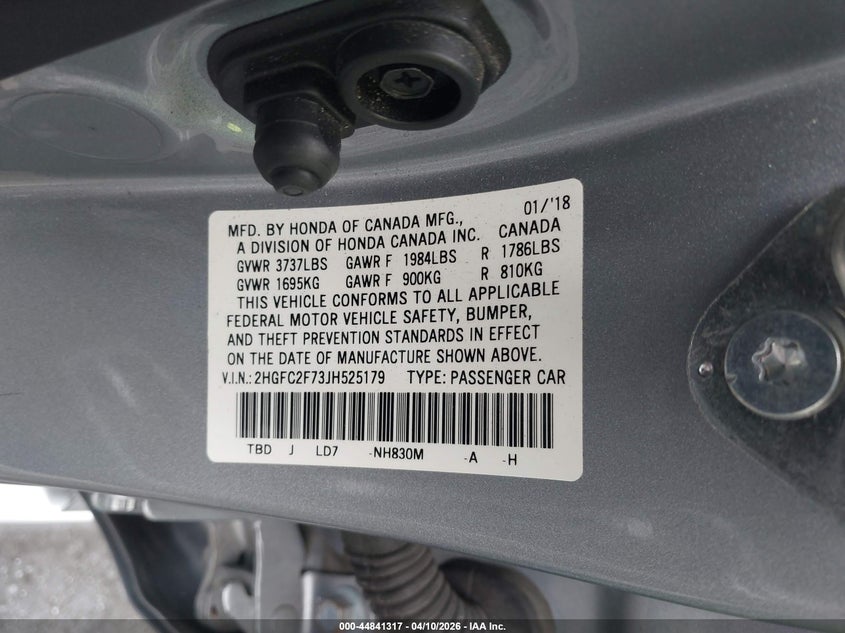 01/'18
MFD. BY HONDA OF CANADA MFG.,
A DIVISION OF HONDA CANADA INC. CANADA
GVWR 3737LBS GAWR F 1984LBS R 1786LBS
GVWR 1695KG GAWR F 900KG R 810KG
THIS VEHICLE CONFORMS TO ALL APPLICABLE
FEDERAL MOTOR VEHICLE SAFETY, BUMPER,
AND THEFT PREVENTION STANDARDS IN EFFECT
ON THE DATE OF MANUFACTURE SHOWN ABOVE.
V.I.N.: 2HGFC2F73JH525179 TYPE: PASSENGER CAR
TBD J LD7 -NH830M -A -H
000-44841317 - 04/10/2026 - IAA Inc.